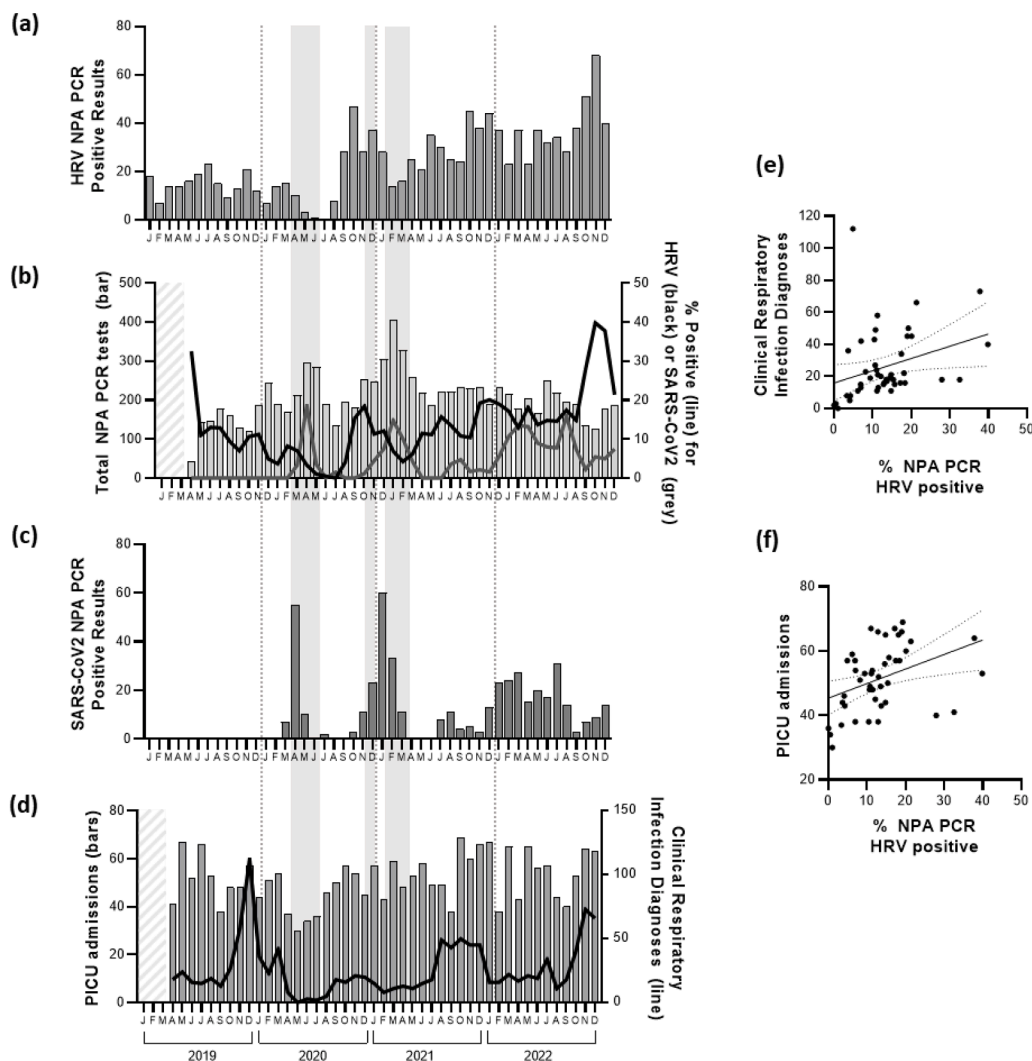 (a)
HRV NPA PCR
Positive Results
80
60
40
20
0
J F M A M J J A S O N D J F M A M J J A S O N D J F M A M J J A S O N D J F M A M J J A S O N D
(b)
Total NPA PCR tests (bar)
500
400
300
200
100
0
50
40
30
20
10
0
% Positive (line) for
HRV (black) or SARS-CoV2 (grey)
J F M A M J J A S O N D J F M A M J J A S O N D J F M A M J J A S O N D J F M A M J J A S O N D
(c)
SARS-CoV2 NPA PCR
Positive Results
80
60
40
20
0
J F M A M J J A S O N D J F M A M J J A S O N D J F M A M J J A S O N D J F M A M J J A S O N D
(d)
PICU admissions (bars)
80
60
40
20
0
150
100
50
0
Clinical Respiratory
Infection Diagnoses (line)
J F M A M J J A S O N D J F M A M J J A S O N D J F M A M J J A S O N D J F M A M J J A S O N D
2019 2020 2021 2022
(e)
Clinical Respiratory
Infection Diagnoses
120
100
80
60
40
20
0
0 10 20 30 40 50
% NPA PCR
HRV positive
(f)
PICU admissions
80
60
40
20
0 10 20 30 40 50
% NPA PCR
HRV positive